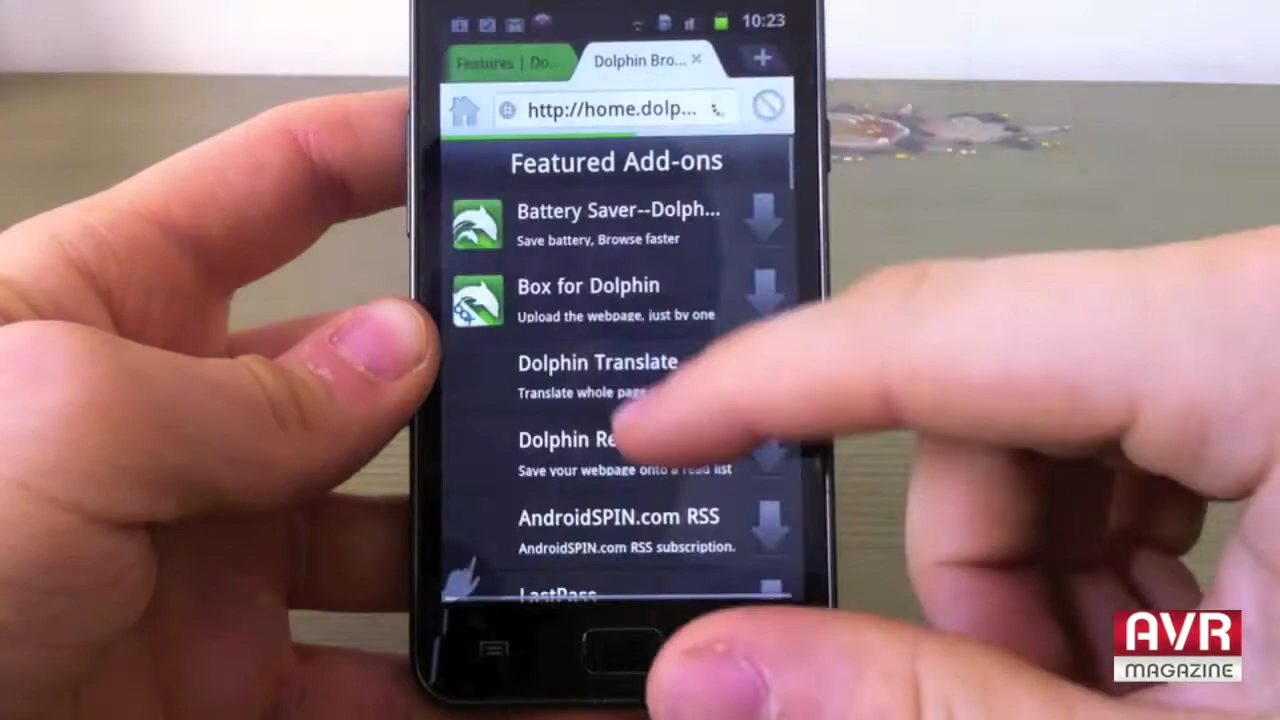 10:23
Features | Do...
Dolphin Bro...
http://home.dolp...
Featured Add-ons
Battery Saver--Dolph...
Save battery, Browse faster
Box for Dolphin
Upload the webpage, just by one
Dolphin Translate
Translate whole page
Dolphin Re
Save your webpage onto a read list
AndroidSPIN.com RSS
AndroidSPIN.com RSS subscription.
LastPass
AVR
MAGAZINE